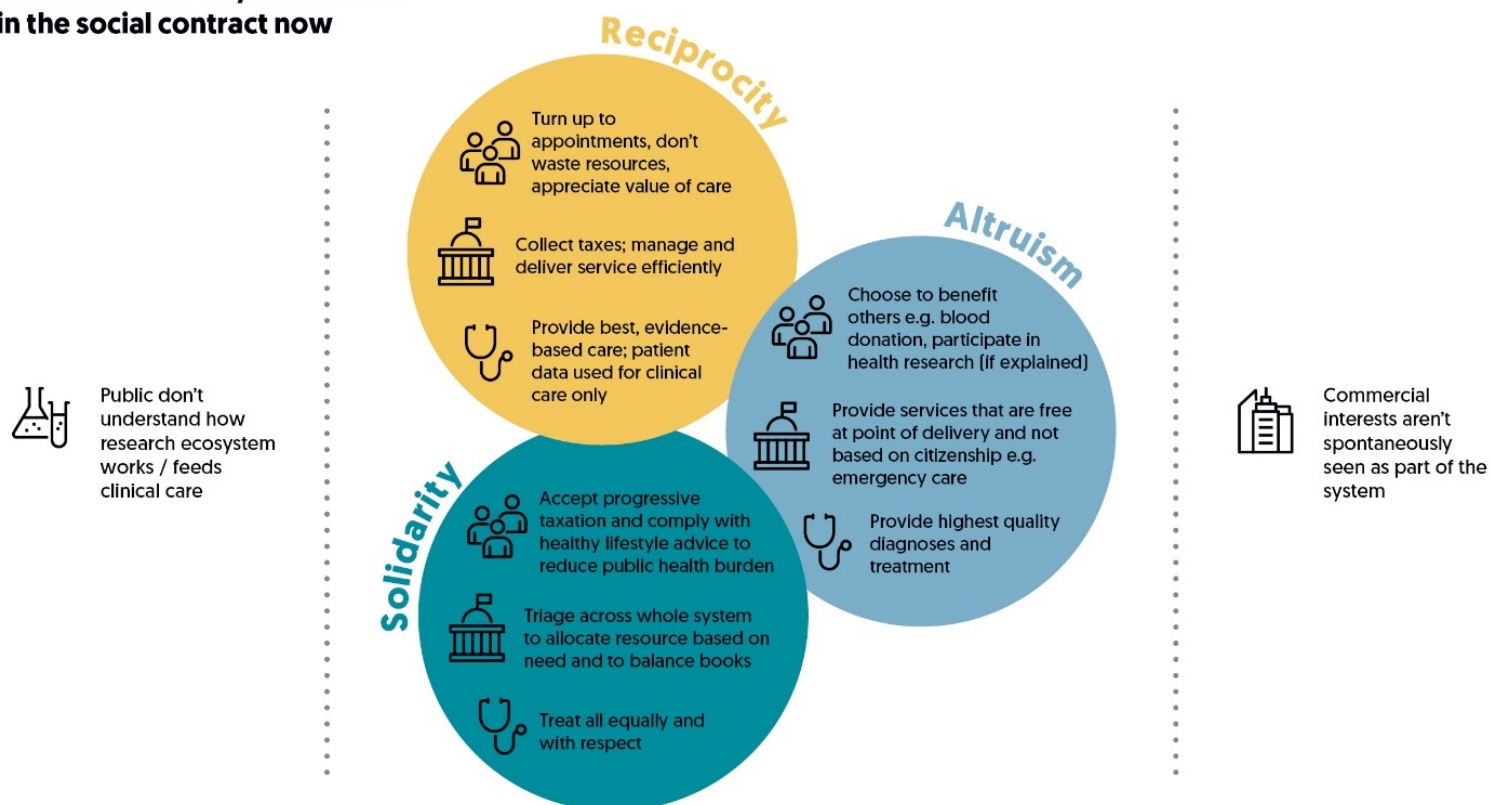 in the social contract now
Reciprocity
Turn up to
appointments, don't
waste resources,
appreciate value of care
Collect taxes; manage and
deliver service efficiently
Provide best, evidence-
based care; patient
data used for clinical
care only
Altruism
Choose to benefit
others e.g. blood
donation, participate in
health research (if explained)
Provide services that are free
at point of delivery and not
based on citizenship e.g.
emergency care
Provide highest quality
diagnoses and
treatment
Solidarity
Accept progressive
taxation and comply with
healthy lifestyle advice to
reduce public health burden
Triage across whole system
to allocate resource based on
need and to balance books
Treat all equally and
with respect
Public don't
understand how
research ecosystem
works / feeds
clinical care
Commercial
interests aren't
spontaneously
seen as part of the
system